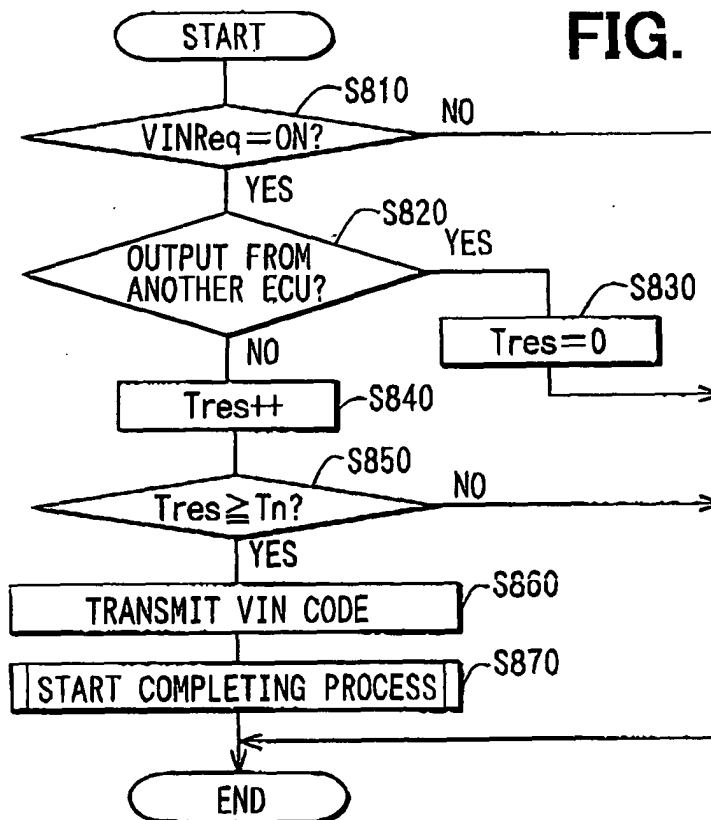 FIG.
START
S810
VINReq=ON?
NO
YES
S820
OUTPUT FROM
ANOTHER ECU?
YES
S830
Tres=0
NO
Tres++
S840
S850
Tres≧Tn?
NO
YES
TRANSMIT VIN CODE
S860
START COMPLETING PROCESS
S870
END